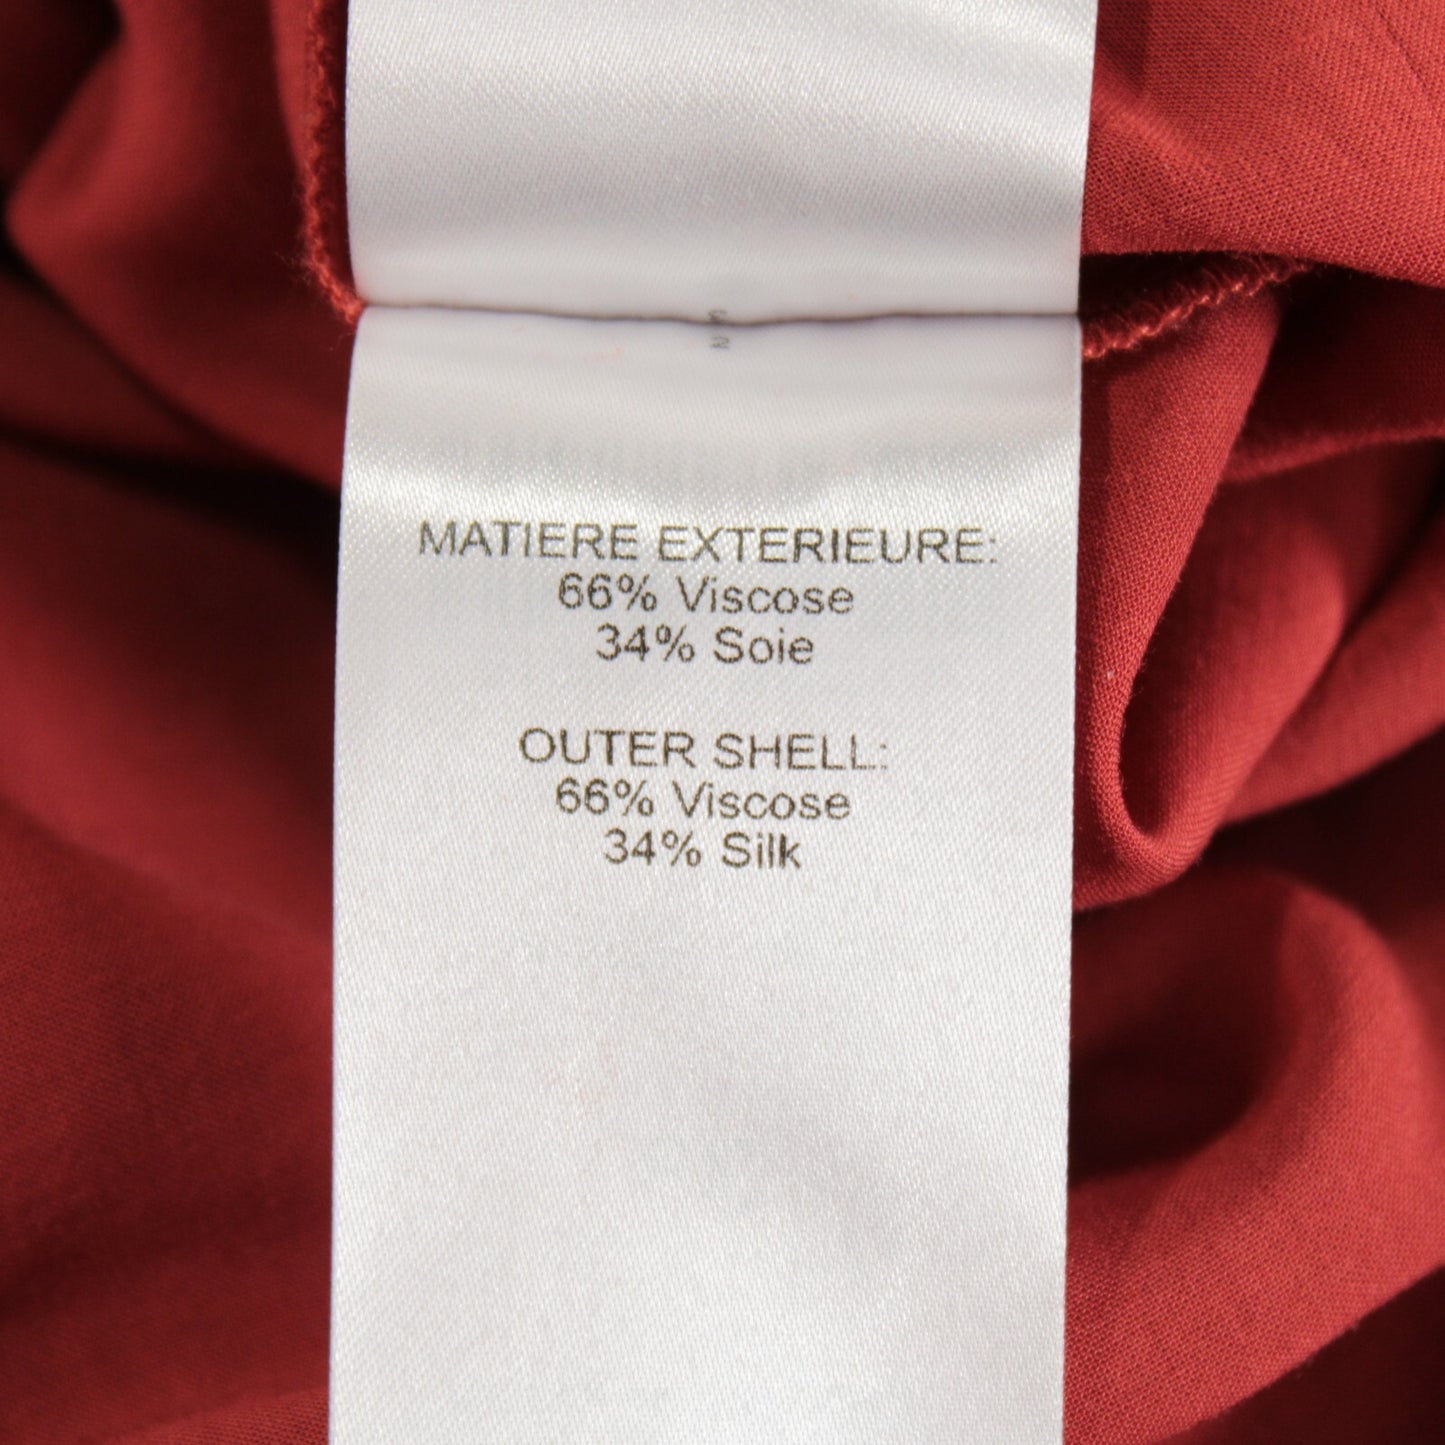 MATIERE EXTERIEURE:
66% Viscose
34% Soie
OUTER SHELL:
66% Viscose
34% Silk